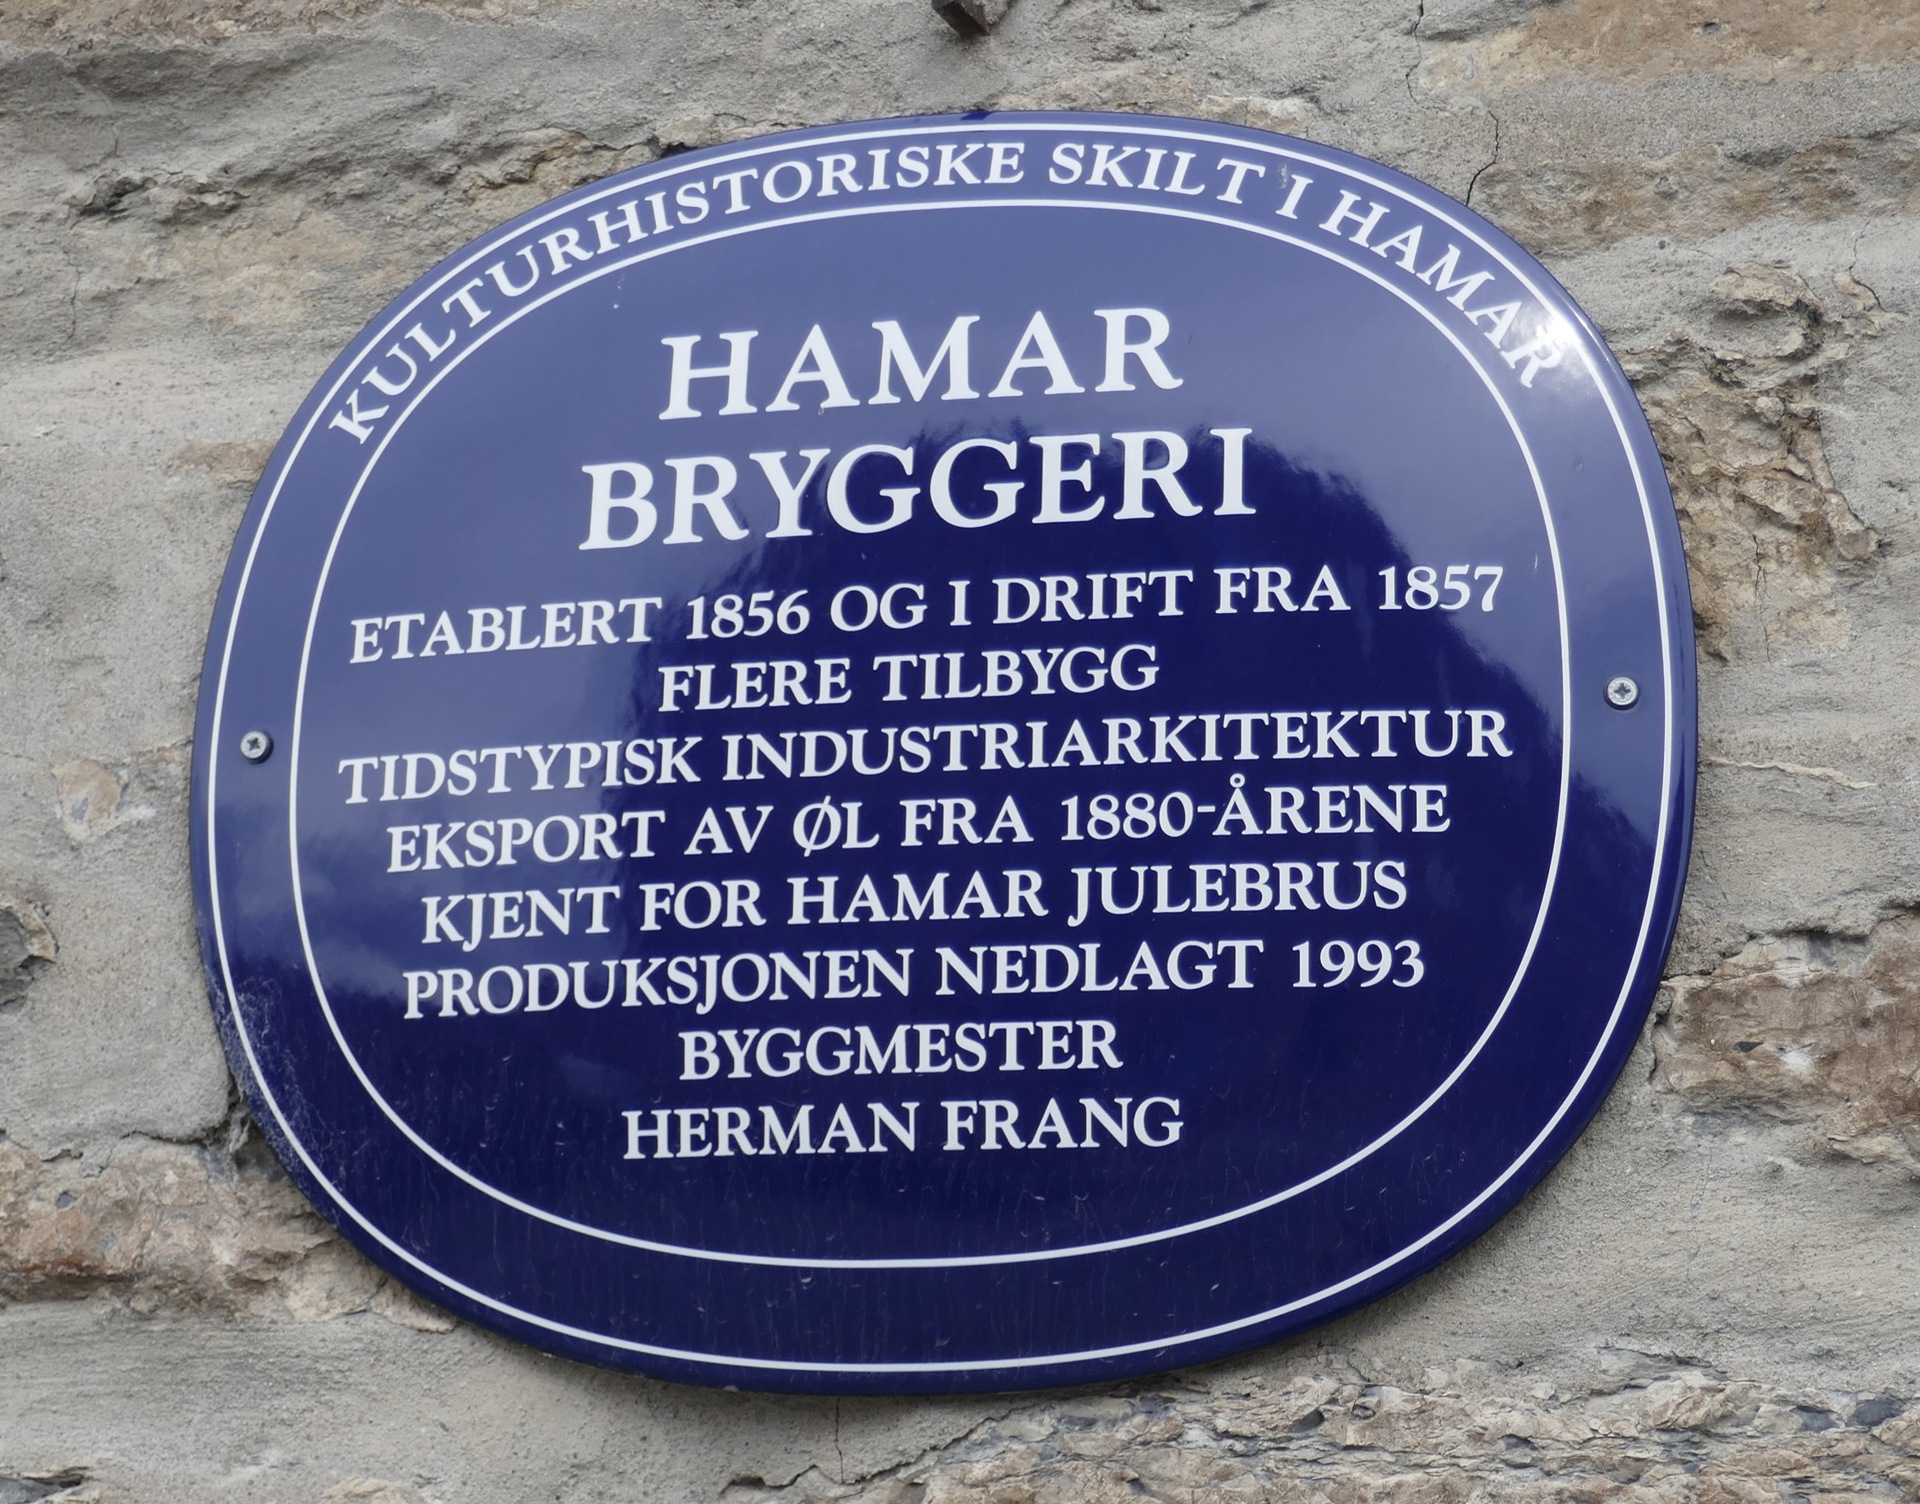 KULTURHISTORISKE SKILT I HAMAR
HAMAR
BRYGGERI
ETABLERT 1856 OG I DRIFT FRA 1857
FLERE TILBYGG
TIDSTYPISK INDUSTRIARKITEKTUR
EKSPORT AV ØL FRA 1880-ÅRENE
KJENT FOR HAMAR JULEBRUS
PRODUKSJONEN NEDLAGT 1993
BYGGMESTER
HERMAN FRANG